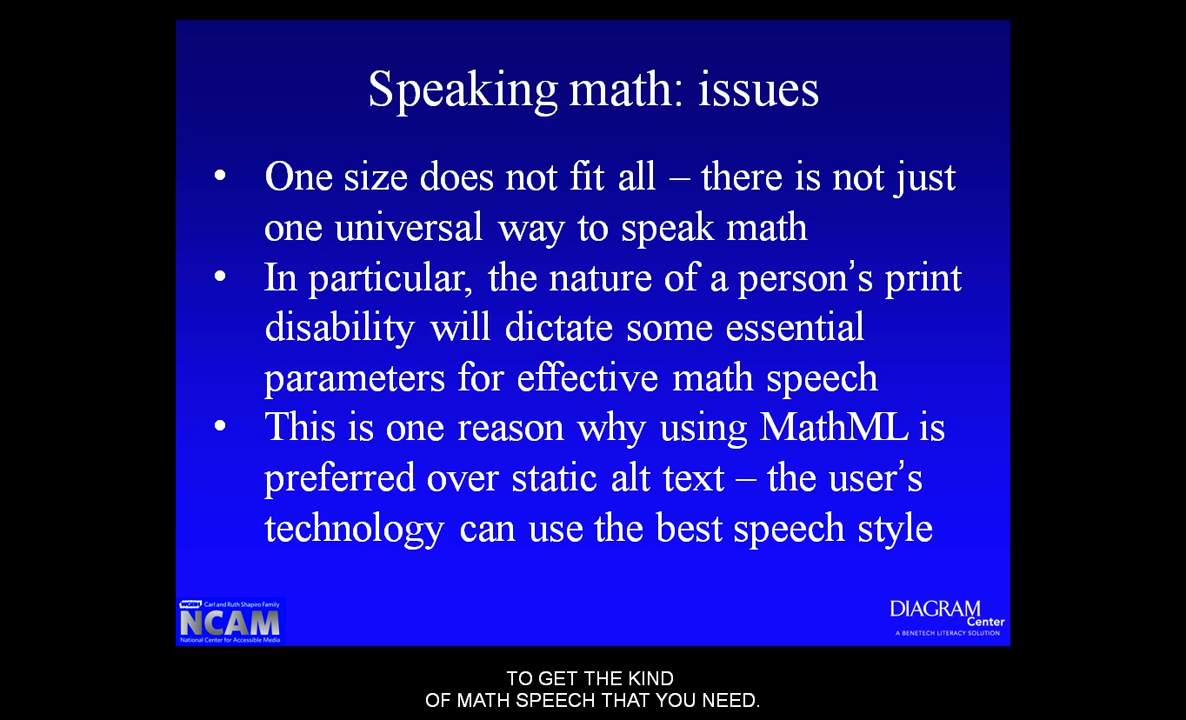 Speaking math: issues
• One size does not fit all – there is not just
one universal way to speak math
• In particular, the nature of a person’s print
disability will dictate some essential
parameters for effective math speech
• This is one reason why using MathML is
preferred over static alt text – the user’s
technology can use the best speech style
WGBH Carl and Ruth Shapiro Family
NCAM
National Center for Accessible Media
DIAGRAM
Center
A BENETECH LITERACY SOLUTION
TO GET THE KIND
OF MATH SPEECH THAT YOU NEED.